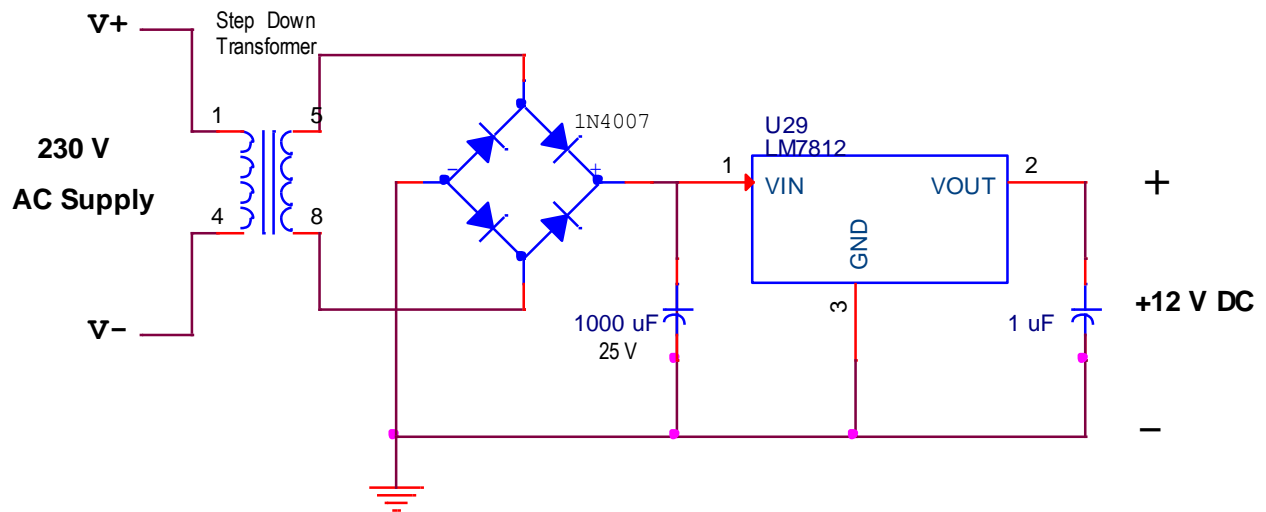 V+
Step Down
Transformer
1
5
1N4007
U29
LM7812
230 V
AC Supply
-
+
1
VIN
VOUT
2
+
4
8
GND
3
1000 uF
25 V
1 uF
+12 V DC
V-
–